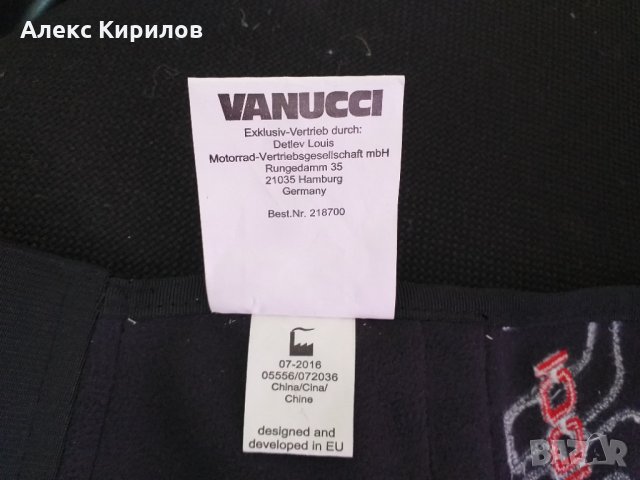 Алекс Кирилов
VANUCCI
Exklusiv-Vertrieb durch:
Detlev Louis
Motorrad-Vertriebsgesellschaft mbH
Rungedamm 35
21035 Hamburg
Germany
Best.Nr. 218700
07-2016
05556/072036
China/Cina/
Chine
designed and
developed in EU
BAZAR